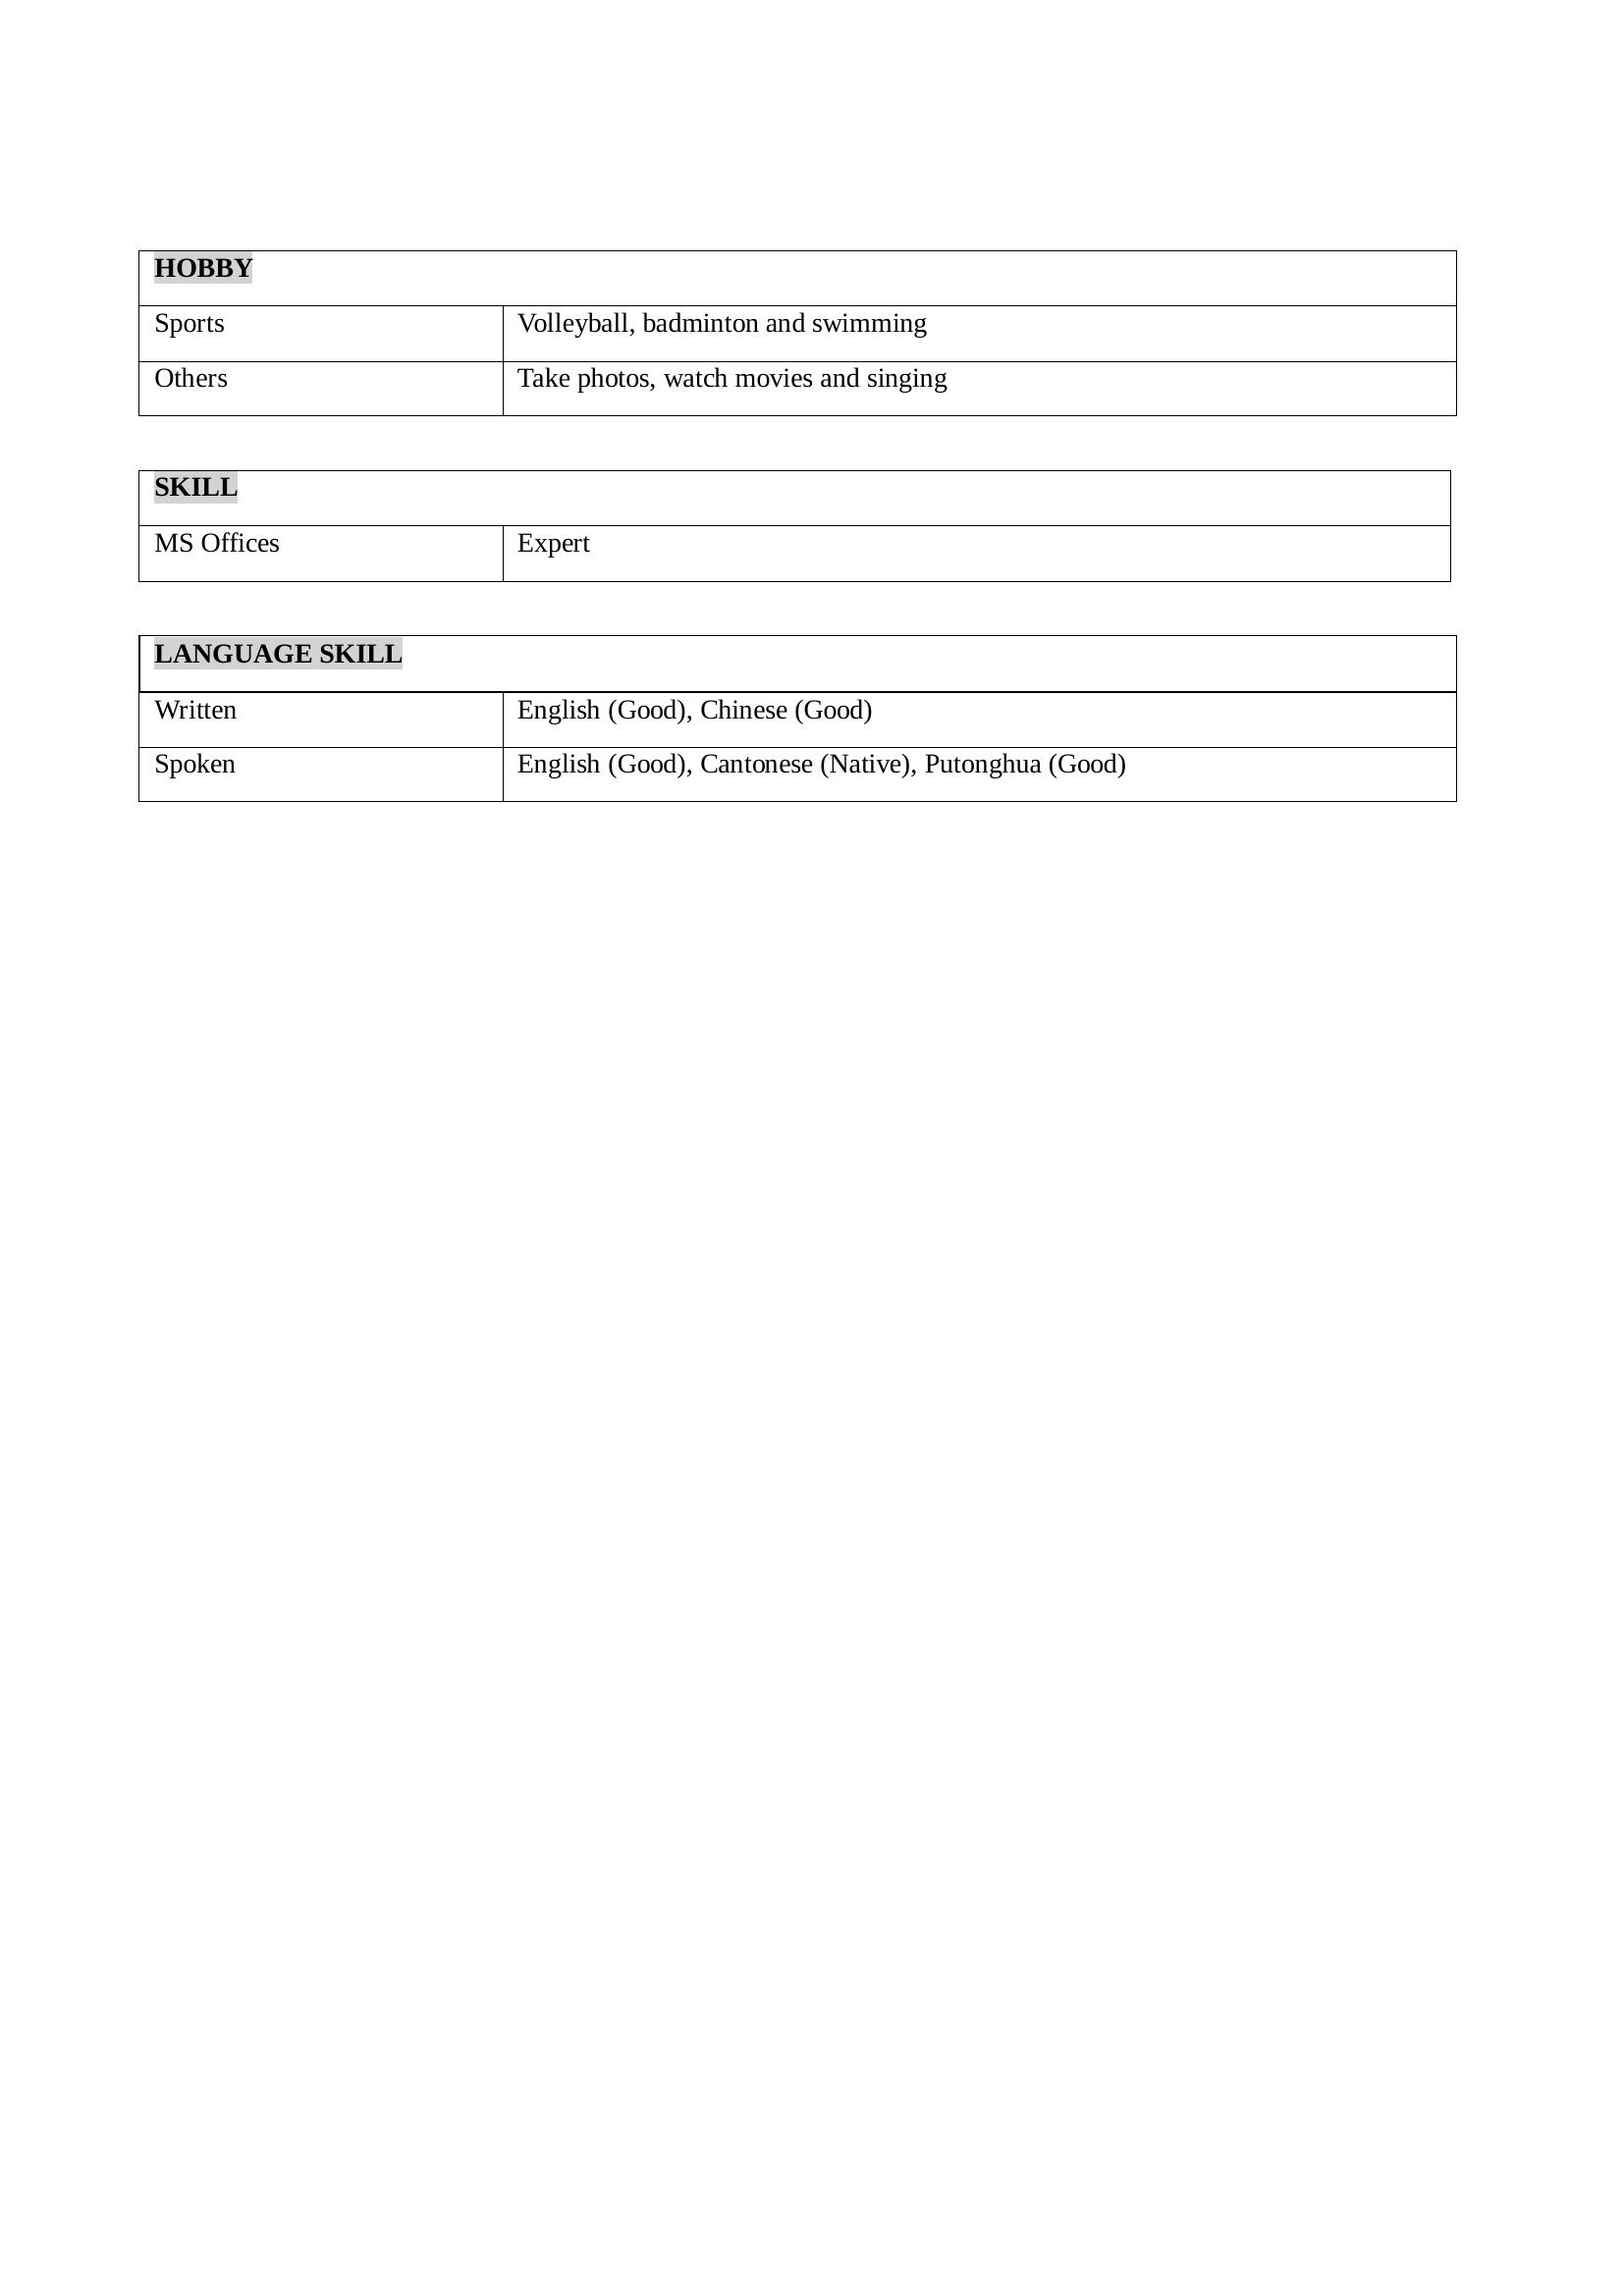 HOBBY
Sports Volleyball, badminton and swimming
Others Take photos, watch movies and singing
SKILL
MS Offices Expert
LANGUAGE SKILL
Written English (Good), Chinese (Good)
Spoken English (Good), Cantonese (Native), Putonghua (Good)